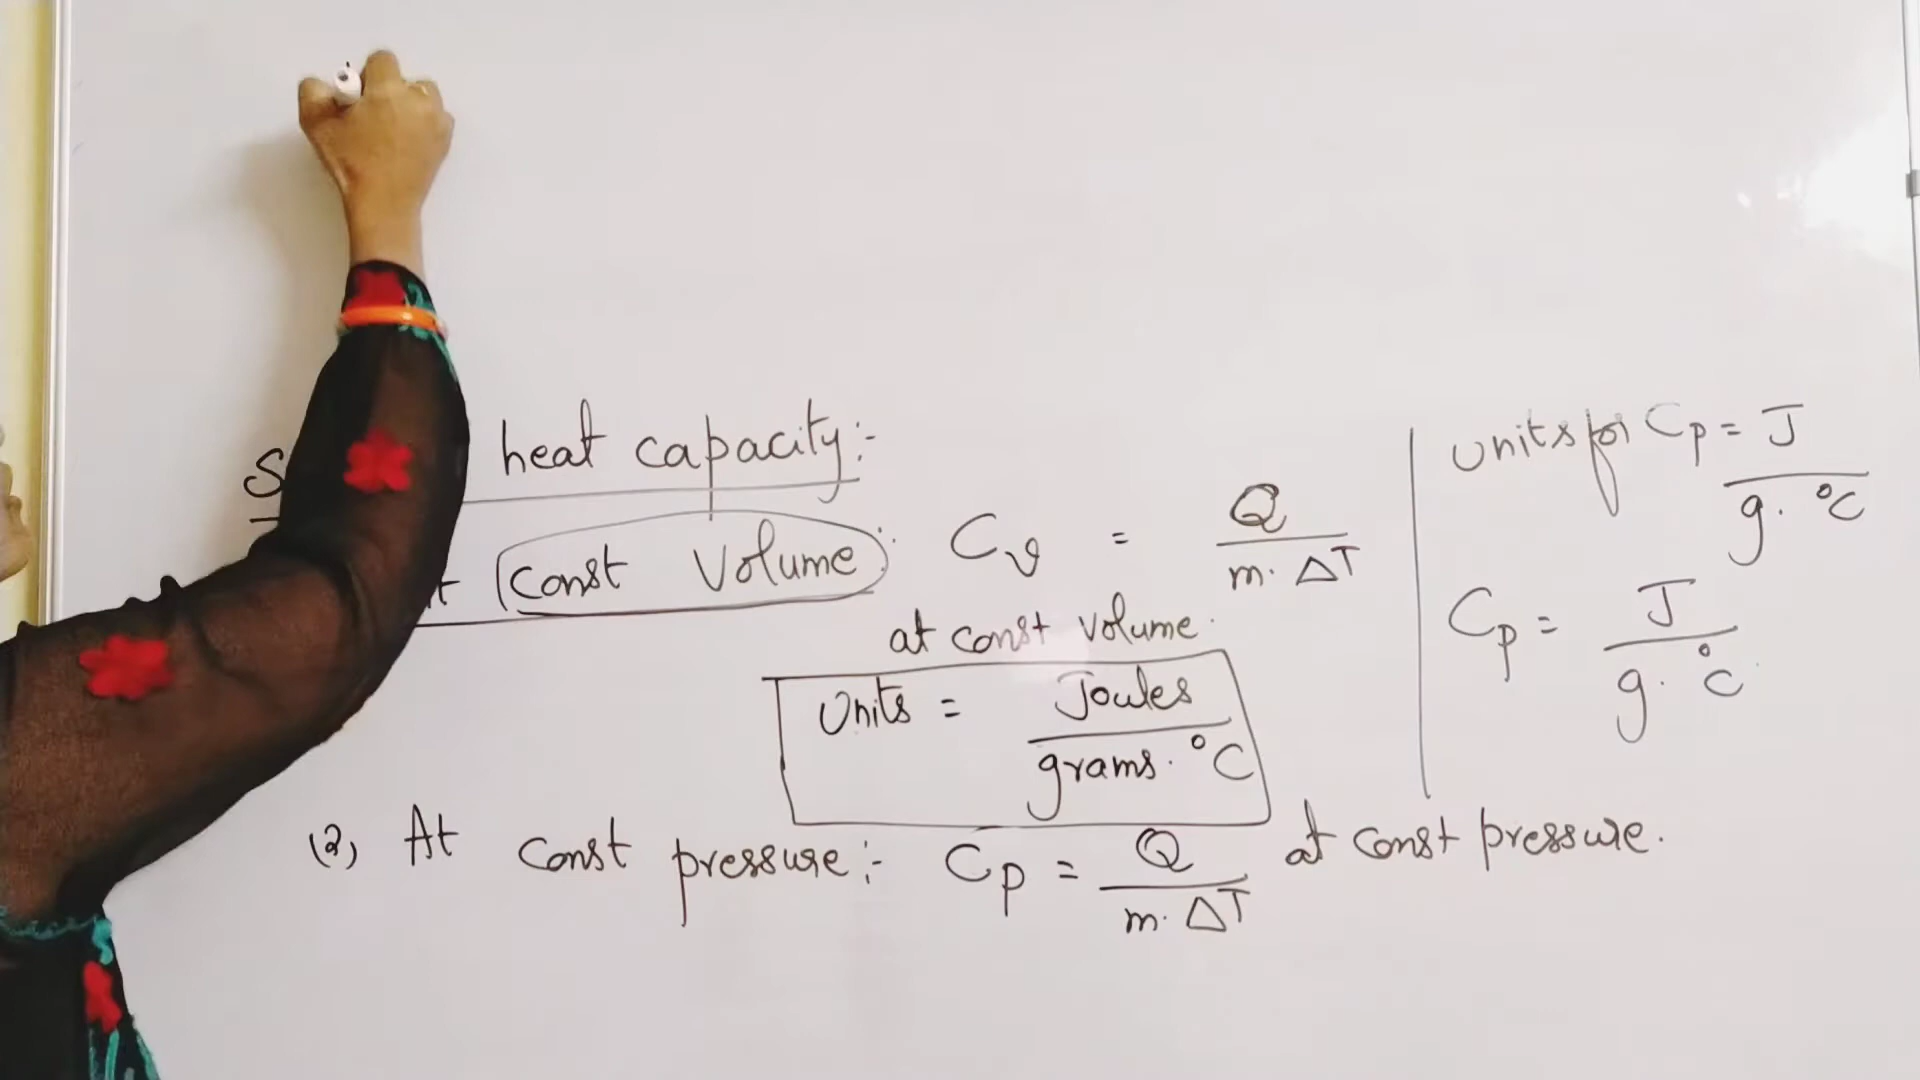 S heat capacity:-
const Volume: Cv = Q / m. ΔT
at const volume.
Units = Joules / grams. °C
(2) At const pressure:- Cp = Q / m. ΔT at const pressure.
units for Cp = J / g. °C
Cp = J / g. °C